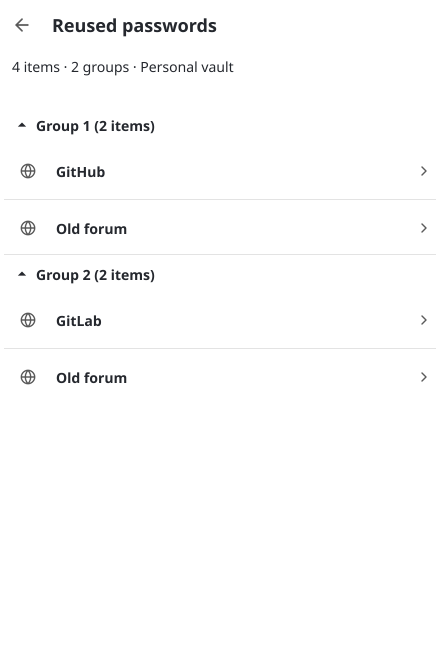 Reused passwords
4 items · 2 groups · Personal vault
Group 1 (2 items)
GitHub
Old forum
Group 2 (2 items)
GitLab
Old forum